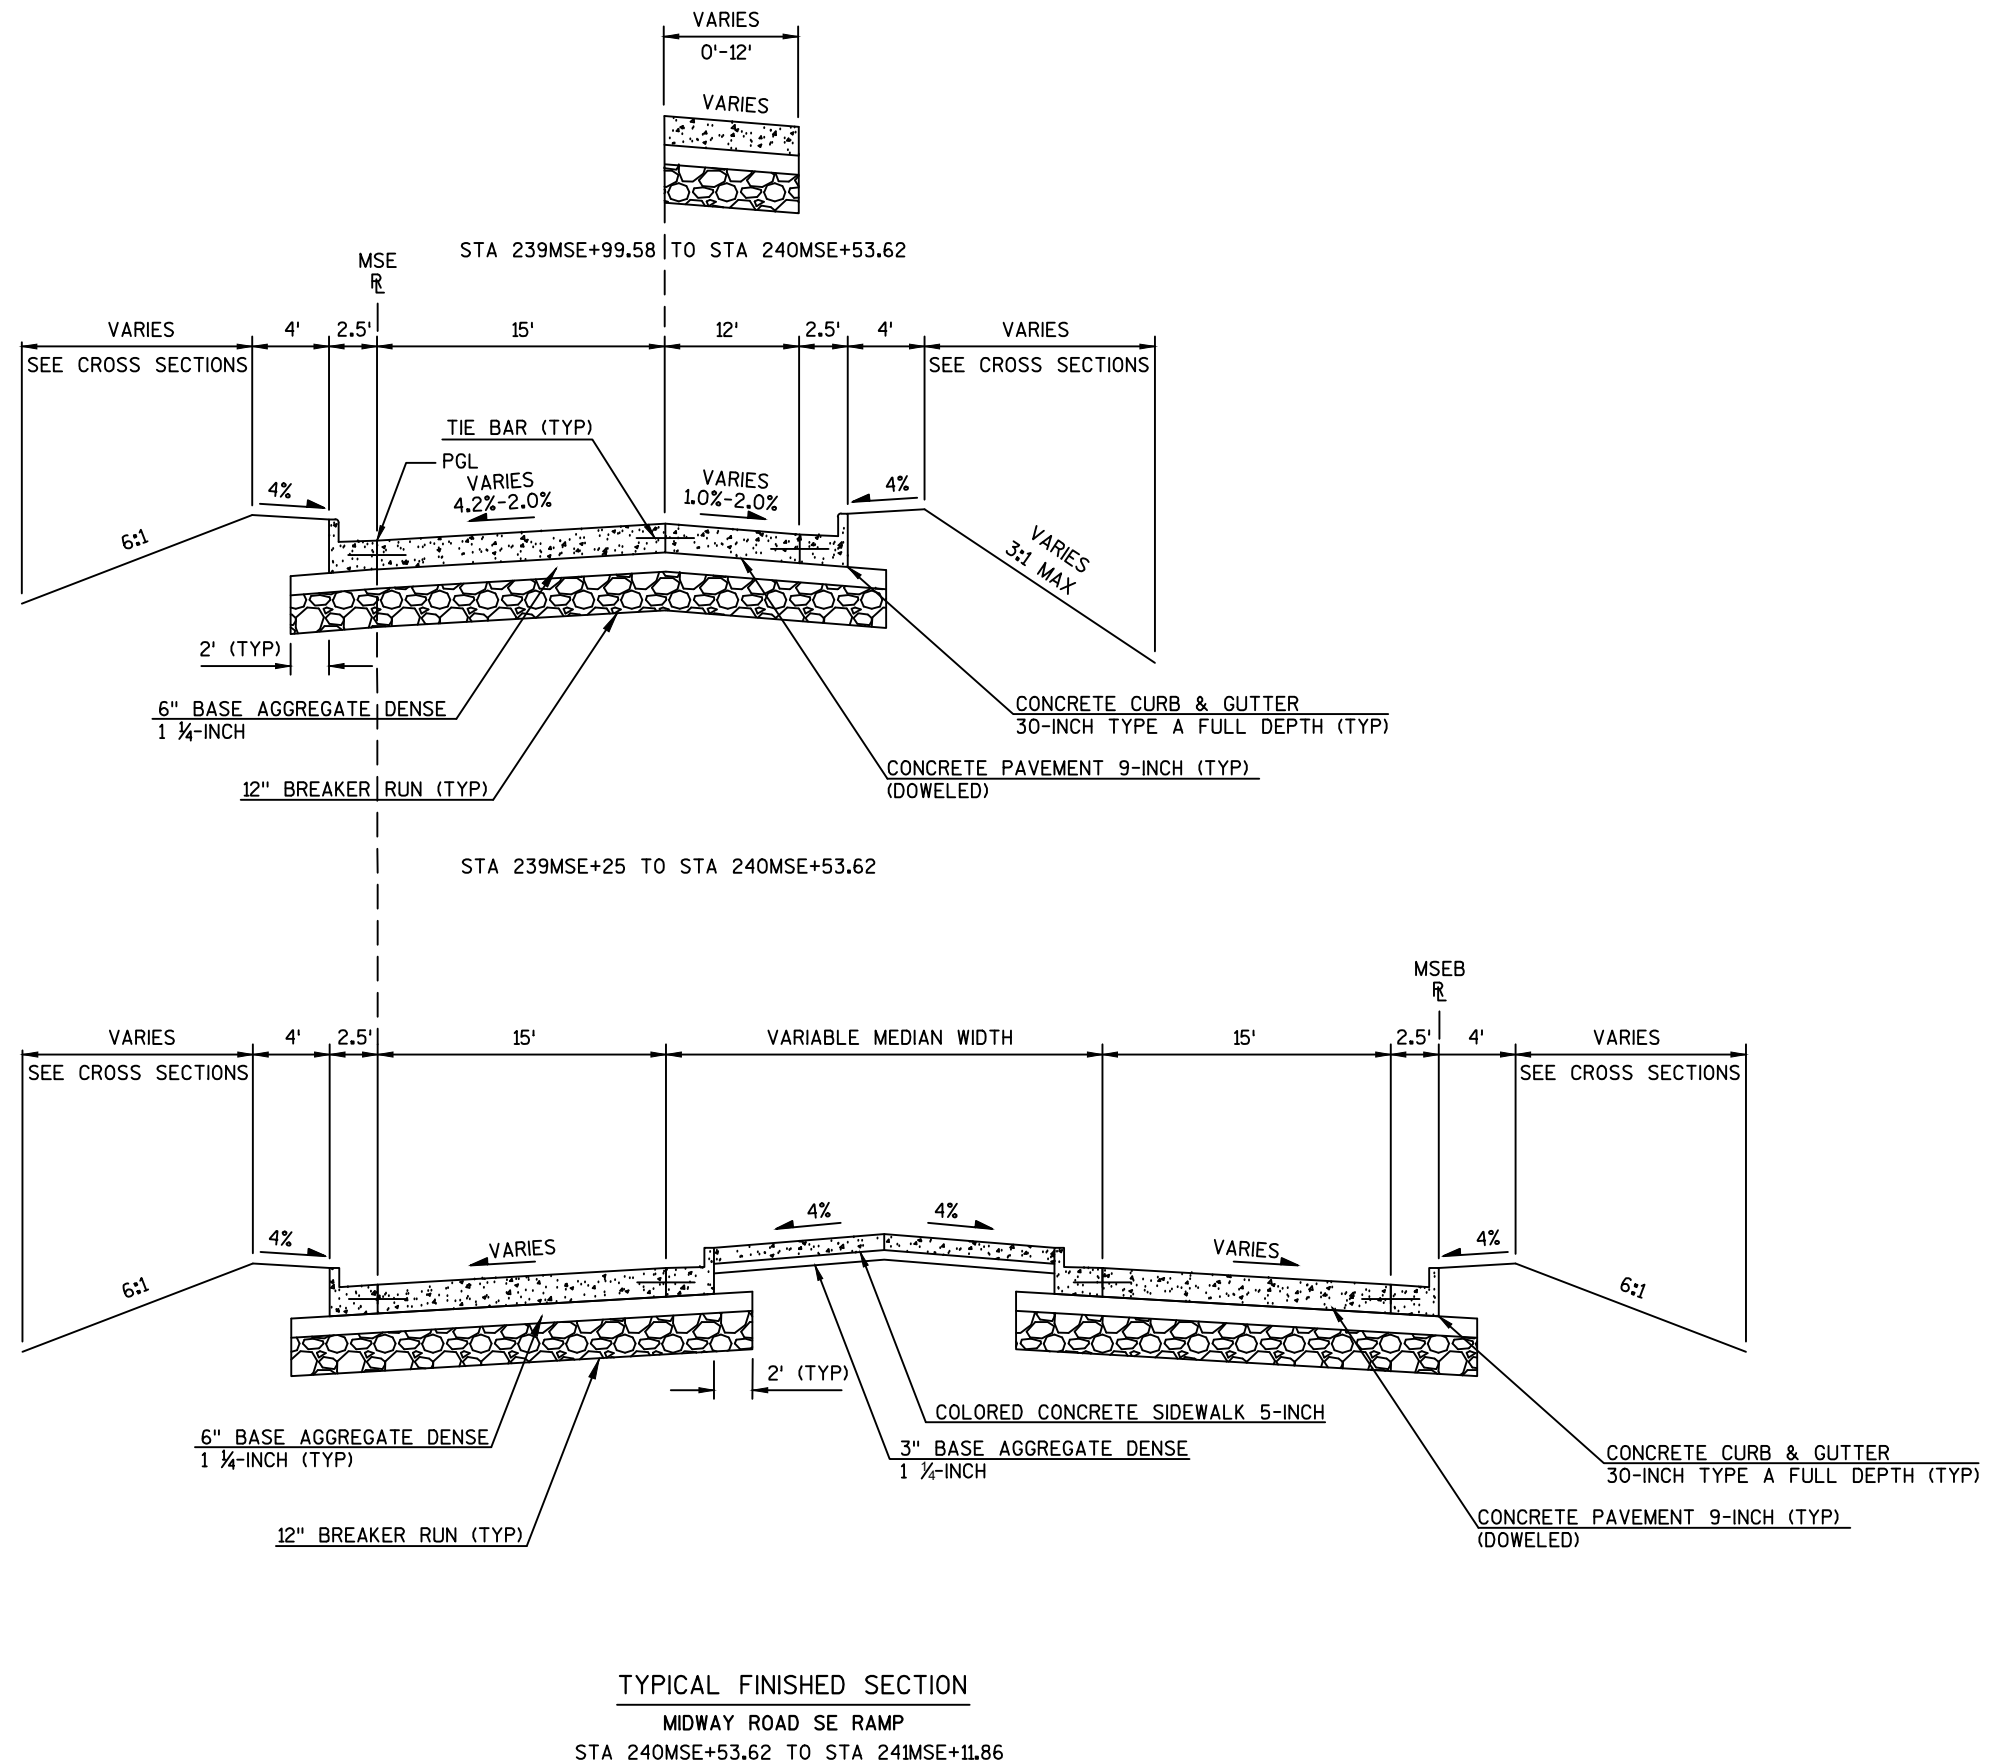 VARIES
0'-12'
VARIES
STA 239MSE+99.58 TO STA 240MSE+53.62
MSE
RL
VARIES 4' 2.5' 15' 12' 2.5' 4' VARIES
SEE CROSS SECTIONS SEE CROSS SECTIONS
TIE BAR (TYP)
PGL
VARIES
4.2%-2.0%
VARIES
1.0%-2.0%
4%
4%
6:1
VARIES
3:1 MAX
2' (TYP)
6" BASE AGGREGATE DENSE
1 ¼-INCH
CONCRETE CURB & GUTTER
30-INCH TYPE A FULL DEPTH (TYP)
12" BREAKER RUN (TYP)
CONCRETE PAVEMENT 9-INCH (TYP)
(DOWELED)
STA 239MSE+25 TO STA 240MSE+53.62
MSEB
RL
VARIES 4' 2.5' 15' VARIABLE MEDIAN WIDTH 15' 2.5' 4' VARIES
SEE CROSS SECTIONS SEE CROSS SECTIONS
4% 4%
4% VARIES VARIES 4%
6:1 6:1
2' (TYP)
COLORED CONCRETE SIDEWALK 5-INCH
6" BASE AGGREGATE DENSE
1 ¼-INCH (TYP)
3" BASE AGGREGATE DENSE
1 ¼-INCH
CONCRETE CURB & GUTTER
30-INCH TYPE A FULL DEPTH (TYP)
12" BREAKER RUN (TYP)
CONCRETE PAVEMENT 9-INCH (TYP)
(DOWELED)
TYPICAL FINISHED SECTION
MIDWAY ROAD SE RAMP
STA 240MSE+53.62 TO STA 241MSE+11.86